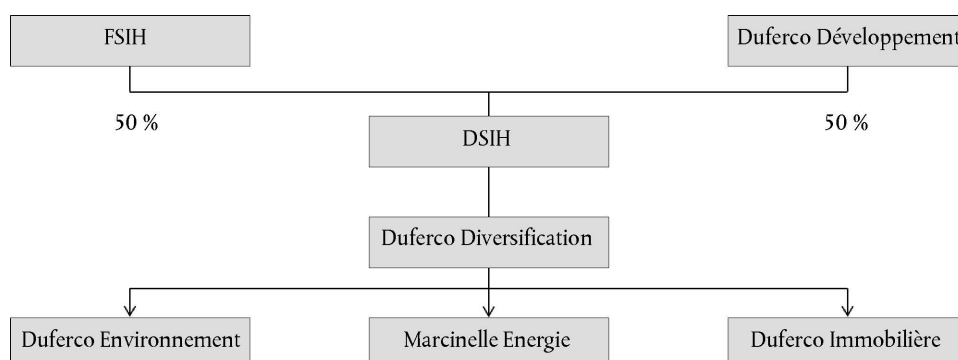 FSIH
Duferco Développement
50 %
50 %
DSIH
Duferco Diversification
Duferco Environnement
Marcinelle Energie
Duferco Immobilière